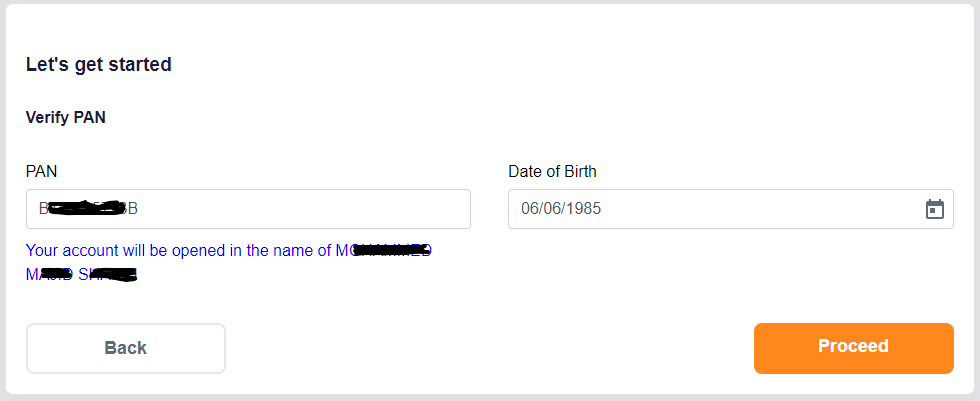 Let's get started
Verify PAN
PAN
Date of Birth
06/06/1985
Your account will be opened in the name of
Back
Proceed